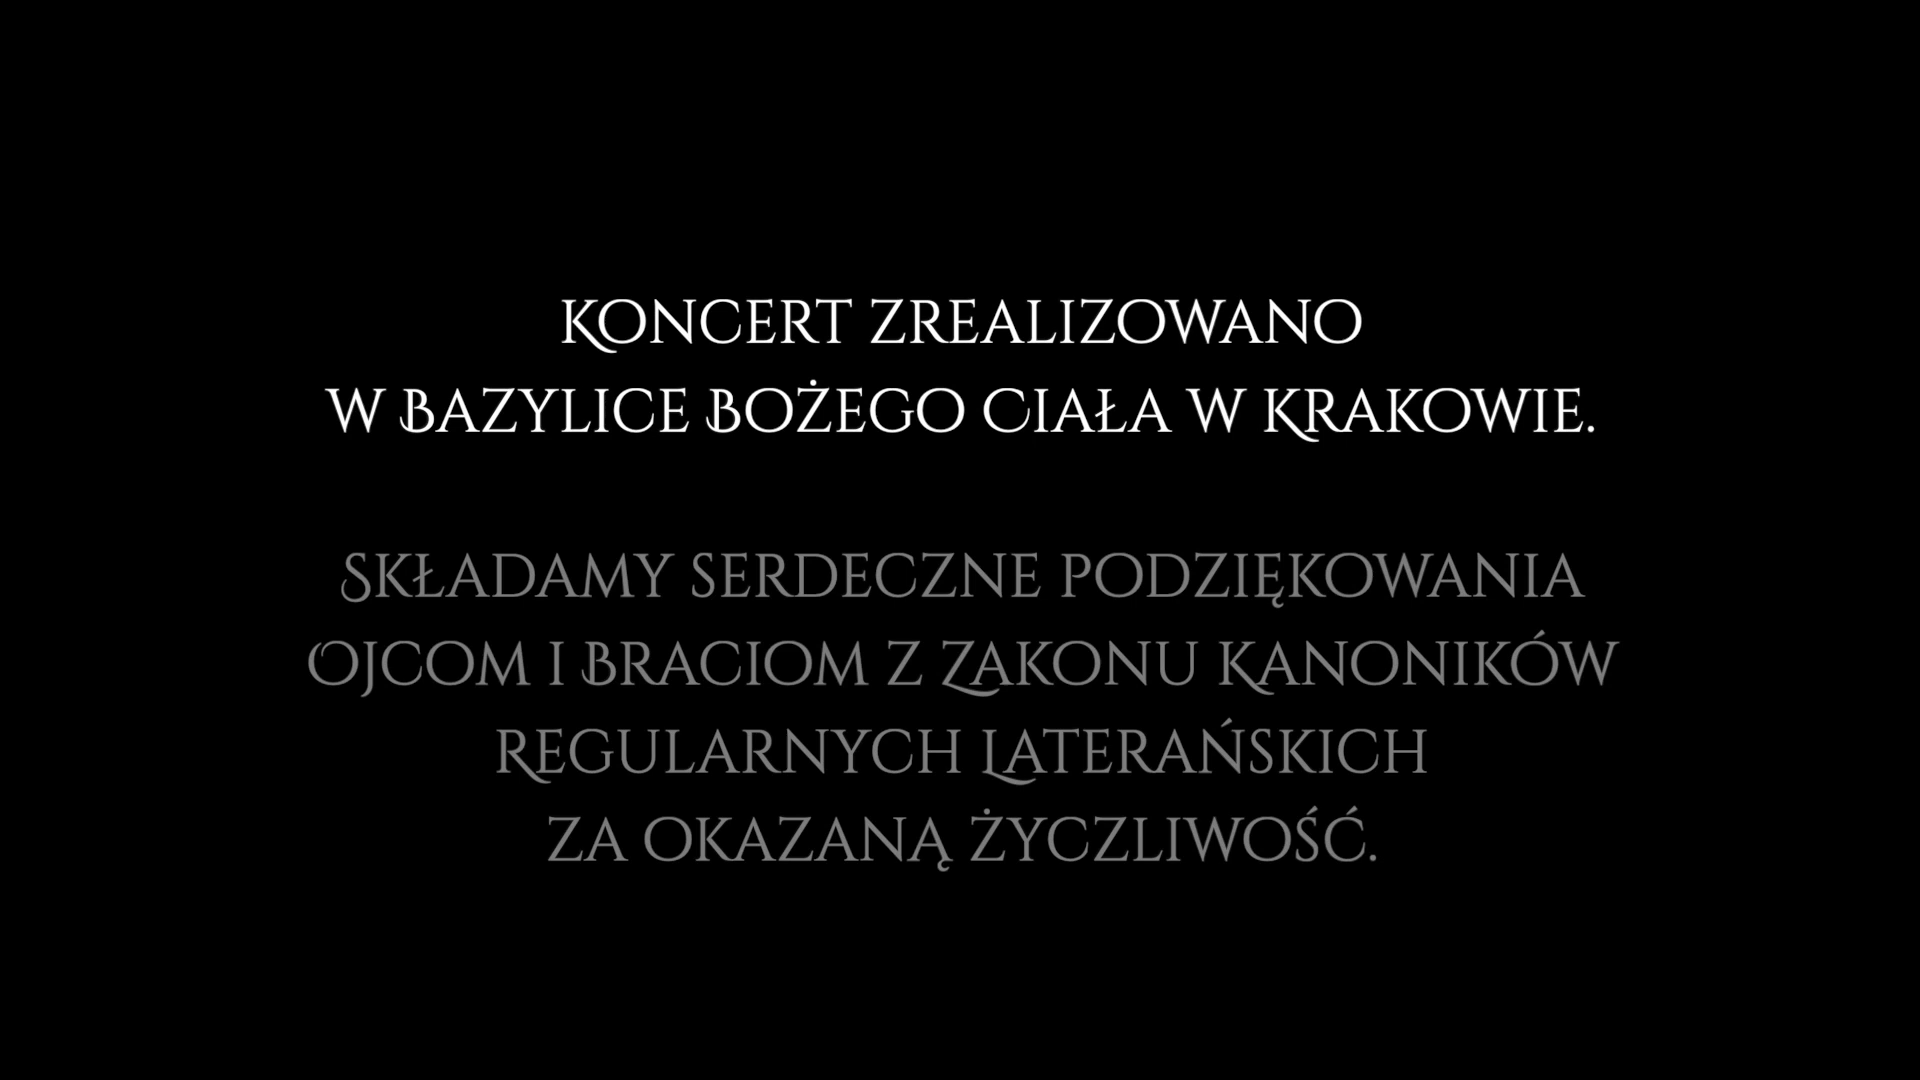 Koncert zrealizowano
w Bazylice Bożego Ciała w Krakowie.
Składamy serdeczne podziękowania
Ojcom i Braciom z Zakonu Kanoników
Regularnych Laterańskich
za okazaną życzliwość.